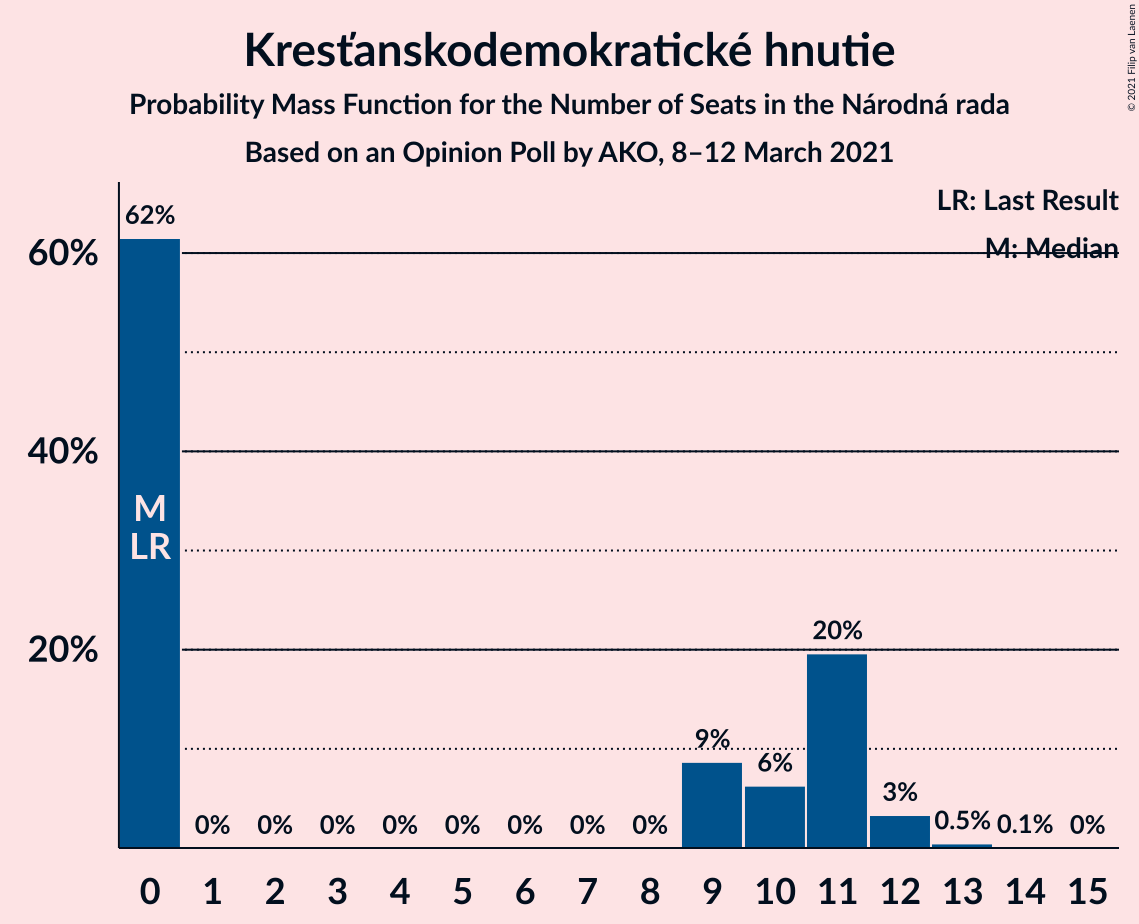 Kresťanskodemokratické hnutie
Probability Mass Function for the Number of Seats in the Národná rada
Based on an Opinion Poll by AKO, 8–12 March 2021
© 2021 Filip van Laenen
LR: Last Result
M: Median
60%
40%
20%
62%
M
LR
0%
0%
0%
0%
0%
0%
0%
0%
9%
6%
20%
3%
0.5%
0.1%
0%
0 1 2 3 4 5 6 7 8 9 10 11 12 13 14 15